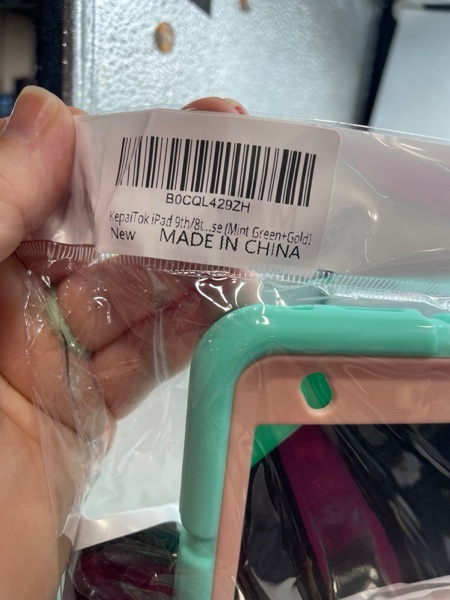 B0CQL429ZH
KepaiTok iPad 9th/8t...se (Mint Green+Gold)
New MADE IN CHINA